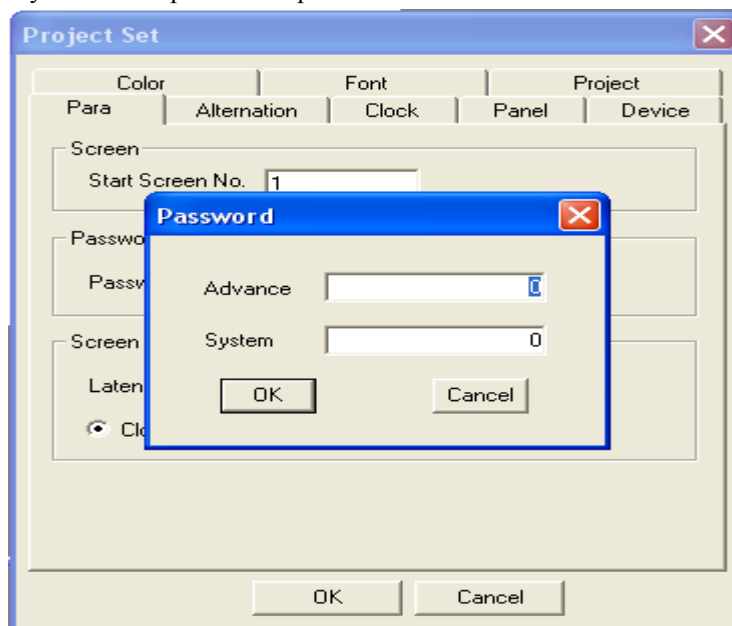 Project Set
Color Font Project
Para Alternation Clock Panel Device
Screen
Start Screen No. 1
Password
Advance 0
System 0
OK Cancel
Screen
OK Cancel